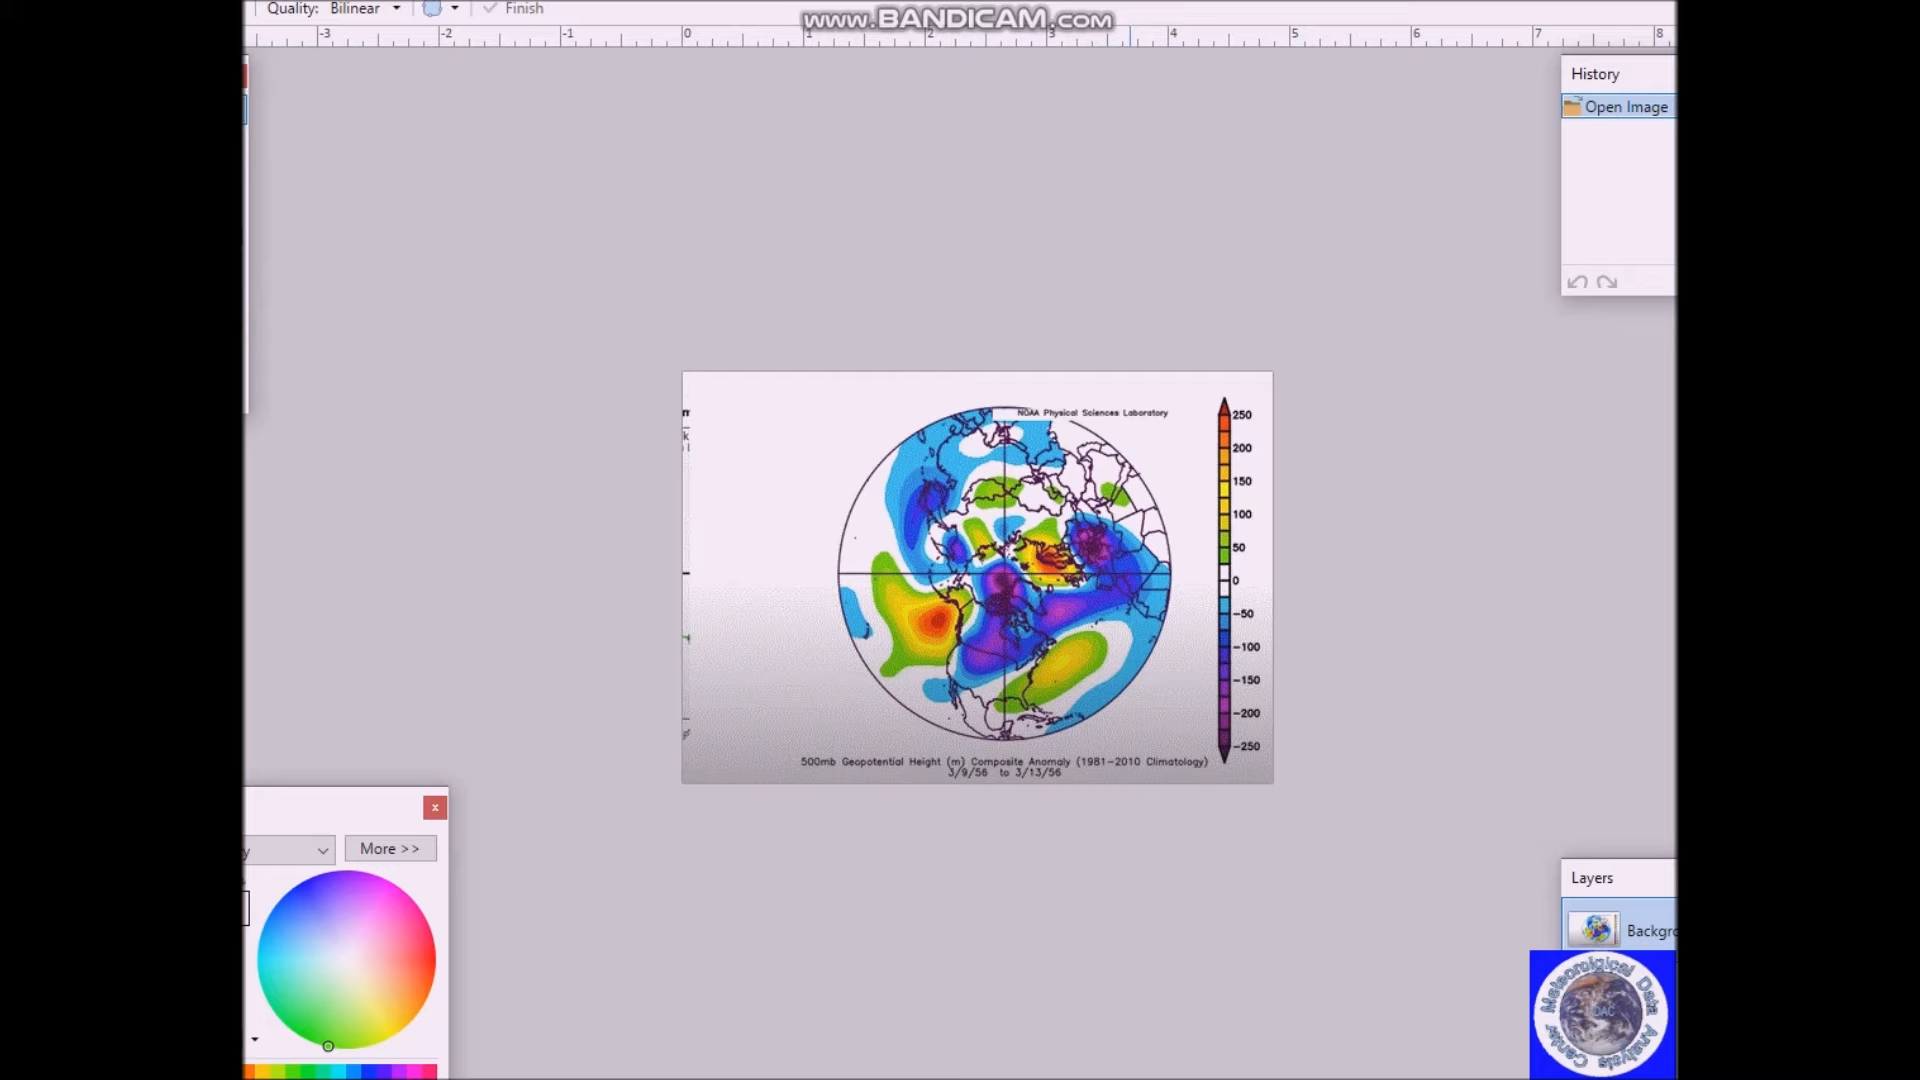 Quality: Bilinear Finish
www.BANDICAM.com
-3 -2 -1 0 1 2 3 4 5 6 7 8
History
Open Image
NOAA Physical Sciences Laboratory
250
200
150
100
50
0
-50
-100
-150
-200
-250
500mb Geopotential Height (m) Composite Anomaly (1981-2010 Climatology)
3/9/56 to 3/13/56
x
y More >>
Layers
Backgro
Meteorolgical Data Analysis Center